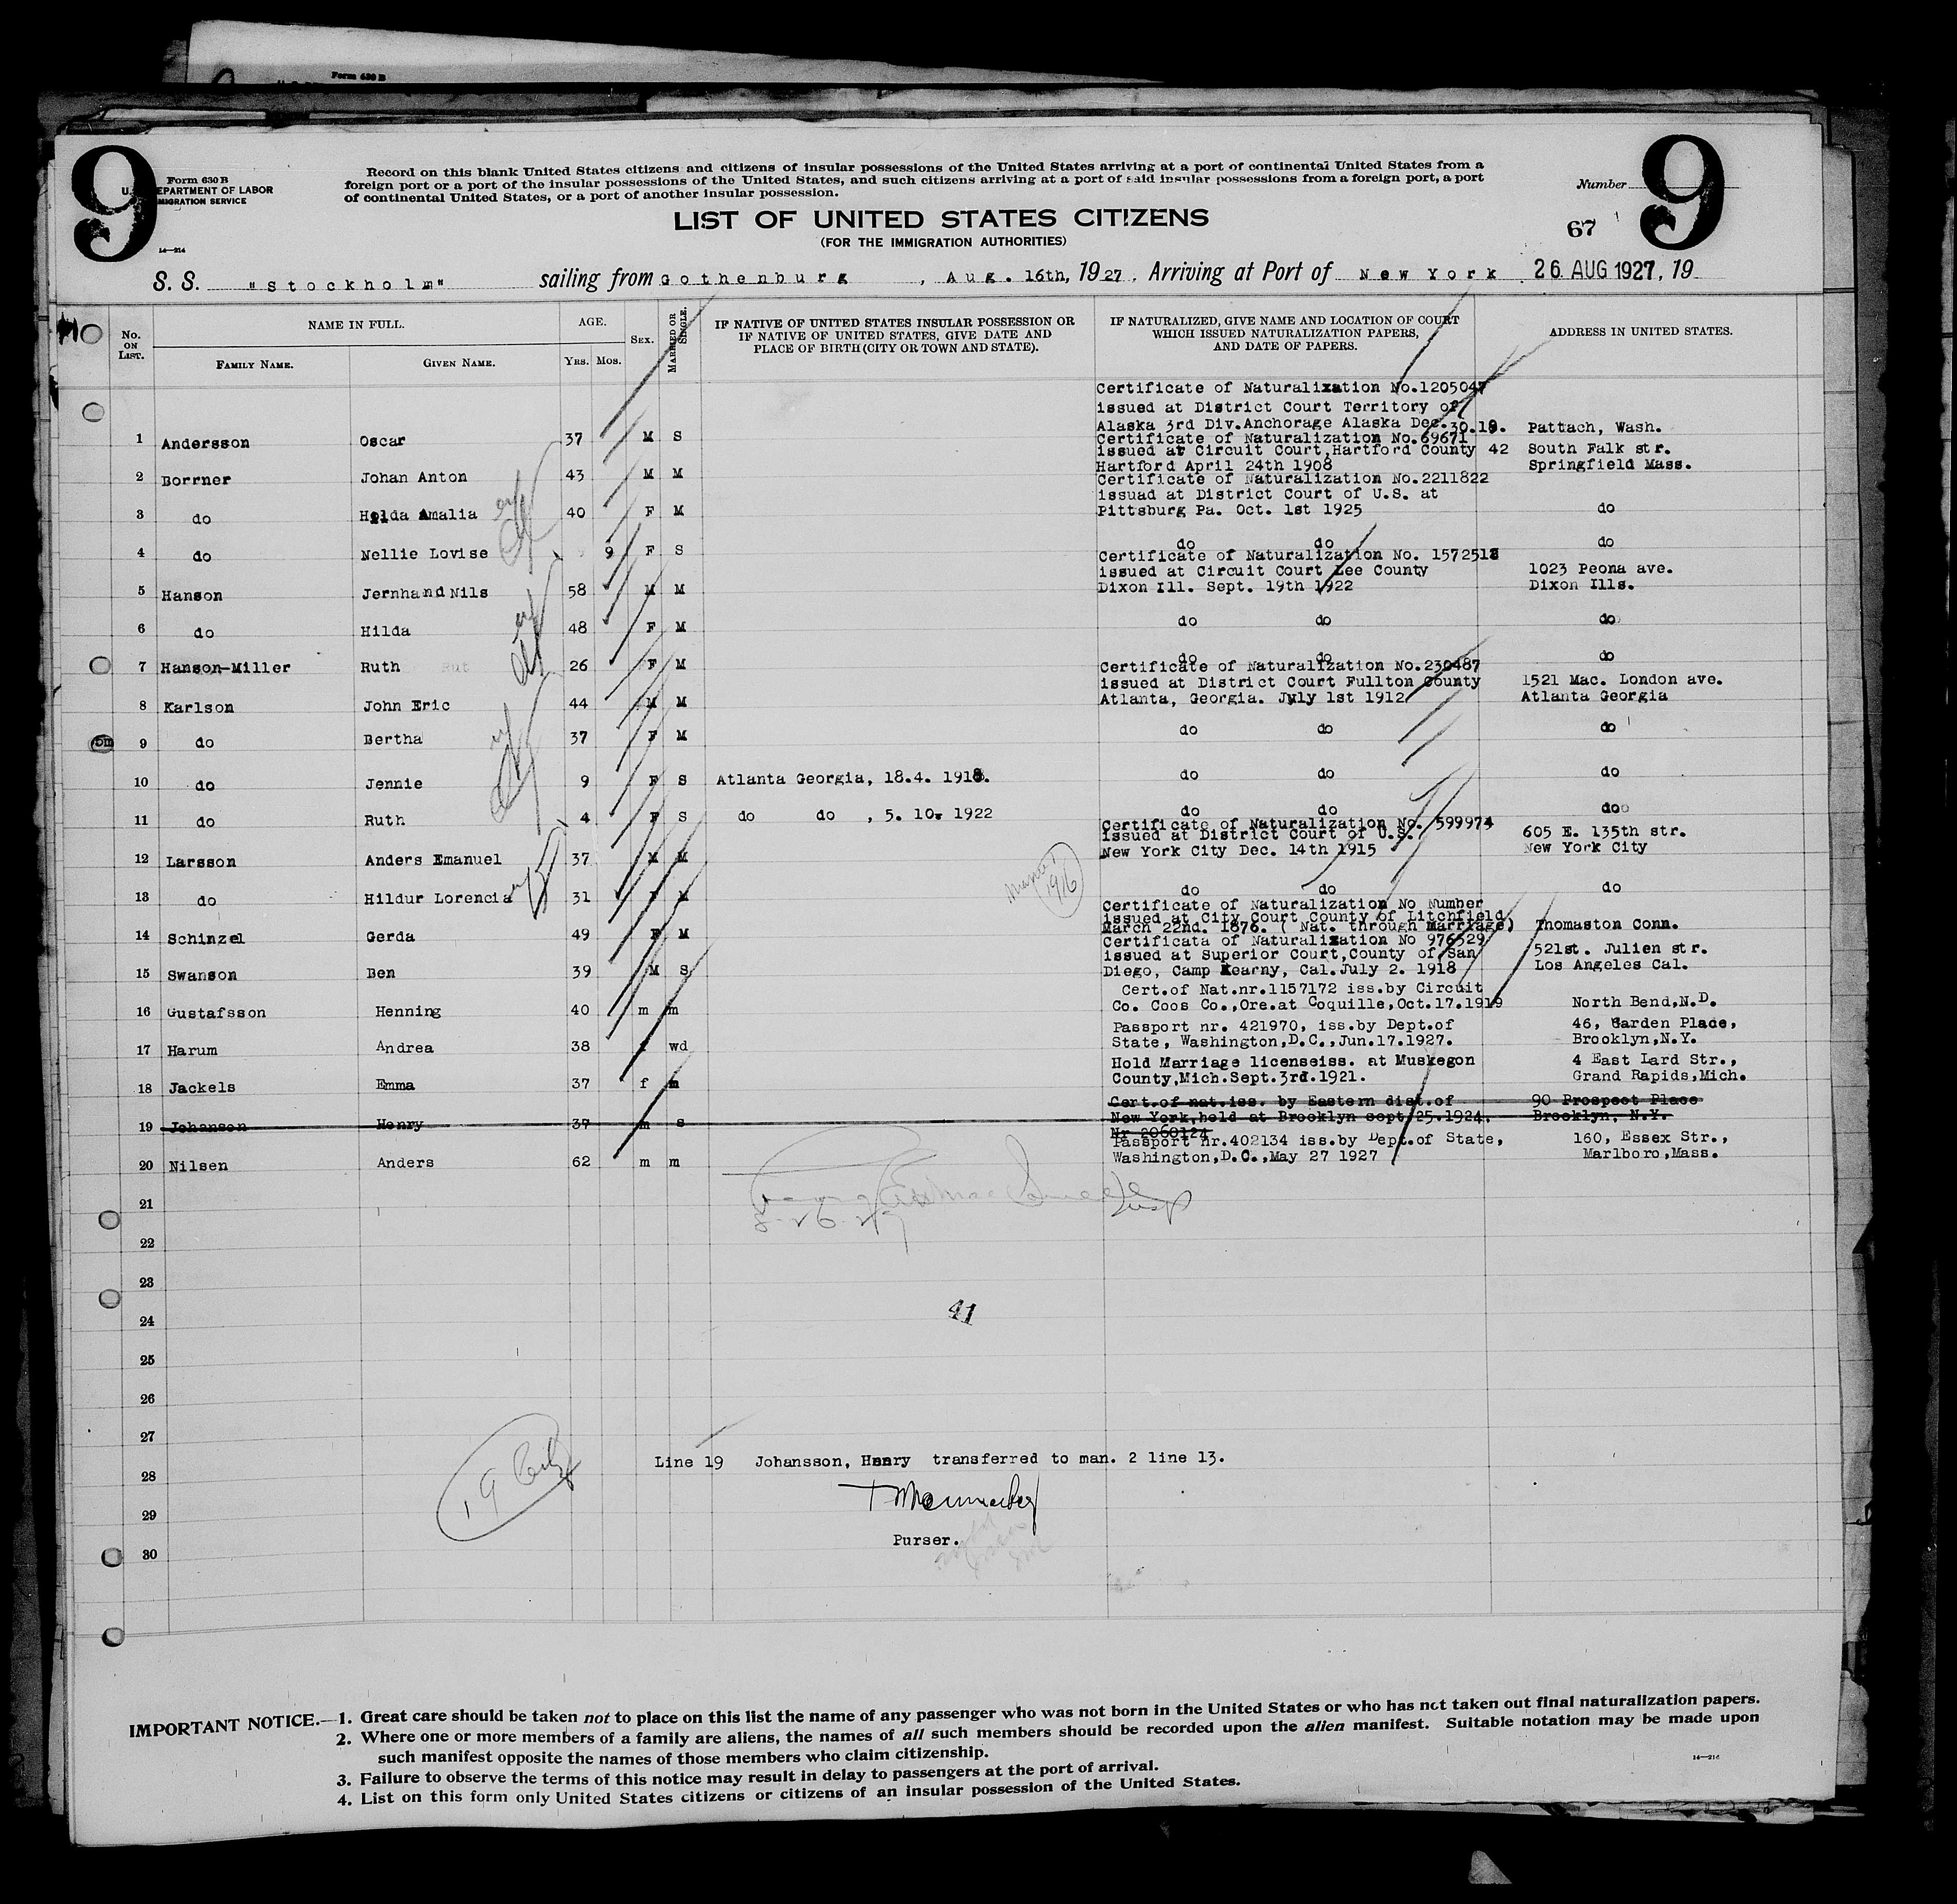 Form 630 B
9
9
Form 630 B
U. S. DEPARTMENT OF LABOR
IMMIGRATION SERVICE
14—214
Record on this blank United States citizens and citizens of insular possessions of the United States arriving at a port of continental United States from a
foreign port or a port of the insular possessions of the United States, and such citizens arriving at a port of said insular possessions from a foreign port, a port
of continental United States, or a port of another insular possession.
Number
67
LIST OF UNITED STATES CITIZENS
(FOR THE IMMIGRATION AUTHORITIES)
S. S. "Stockholm" sailing from Gothenburg, Aug. 16th, 1927. Arriving at Port of New York 26 AUG 1927, 19
No. ON LIST.
NAME IN FULL.
FAMILY NAME.
GIVEN NAME.
AGE.
YRS. MOS.
SEX.
MARRIED OR SINGLE.
IF NATIVE OF UNITED STATES INSULAR POSSESSION OR
IF NATIVE OF UNITED STATES, GIVE DATE AND
PLACE OF BIRTH (CITY OR TOWN AND STATE).
IF NATURALIZED, GIVE NAME AND LOCATION OF COURT
WHICH ISSUED NATURALIZATION PAPERS,
AND DATE OF PAPERS.
ADDRESS IN UNITED STATES.
Certificate of Naturalixatn No.1205047
issued at District Court Territory of
Alaska 3rd Div.Anchorage Alaska Dec.30.19.
1 Andersson Oscar 37 M S Pattach, Wash.
Certificate of Naturalization No.69671
issued at Circuit Court,Hartford County 42 South Falk str.
Hartford April 24th 1908 Springfield Mass.
2 Borrner Johan Anton 43 M M
Certificate of Naturalization No.2211822
issuad at District Court of U.S. at
Pittsburg Pa. Oct. 1st 1925 do
3 do Holda Amalia 40 F M
do do do
4 do Nellie Lovise 9 F S
Certificate of Naturalization No. 1572518
issued at Circuit Court Lee County 1023 Peona ave.
Dixon Ill. Sept. 19th 1922 Dixon Ills.
5 Hanson Jernhand Nils 58 M M
6 do Hilda 48 F M do do do
7 Hanson-Miller Ruth 26 F M do do do
Certificate of Naturalization No.230487
issued at District Court Fullton County 1521 Mac. London ave.
Atlanta, Georgia. July 1st 1912 Atlanta Georgia
8 Karlson John Eric 44 M M
9 do Bertha 37 F M do do do
10 do Jennie 9 F S Atlanta Georgia, 18.4. 1918. do do do
11 do Ruth 4 F S do do , 5. 10. 1922 do do do
Certificate of Naturalization No. 599974
issued at District Court of U.S. 605 E. 135th str.
New York City Dec. 14th 1915 New York City
12 Larsson Anders Emanuel 37 M M
13 do Hildur Lorencia 31 F M 1916 do do do
Certificate of Naturalization No Number
issued at City Court County of Litchfield
March 22nd. 1876. ( Nat. through Marriage) Thomaston Conn.
14 Schinzel Gerda 49 F M
Certificata of Naturalization No 976529
issued at Superior Court,County of San 521st. Julien str.
Diego, Camp Kearny, Cal.July 2. 1918 Los Angeles Cal.
15 Swanson Ben 39 M S
Cert.of Nat.nr.1157172 iss.by Circuit
Co. Coos Co.,Ore.at Coquille,Oct.17.1919 North Bend,N.D.
16 Gustafsson Henning 40 m m
Passport nr. 421970, iss.by Dept.of 46, Garden Place,
State, Washington,D.C.,Jun.17.1927. Brooklyn,N.Y.
17 Harum Andrea 38 f wd
Hold Marriage licenseiss. at Muskegon 4 East Lard Str.,
County,Mich.Sept.3rd.1921. Grand Rapids,Mich.
18 Jackels Emma 37 f m
Cert.of nat.iss. by Eastern dist.of 90 Prospect Place
New York,held at Brooklyn sept.25.1924. Brooklyn, N.Y.
Nr 2060124
19 Johanson Henry 37 m s
Passport nr.402134 iss.by Dept.of State, 160, Essex Str.,
Washington,D.C.,May 27 1927 Marlboro,Mass.
20 Nilsen Anders 62 m m
21
8-26-27
22
23
24
41
25
26
27
Line 19 Johansson, Henry transferred to man. 2 line 13.
28
29
Purser.
30
IMPORTANT NOTICE.—1. Great care should be taken not to place on this list the name of any passenger who was not born in the United States or who has not taken out final naturalization papers.
2. Where one or more members of a family are aliens, the names of all such members should be recorded upon the alien manifest. Suitable notation may be made upon
such manifest opposite the names of those members who claim citizenship.
3. Failure to observe the terms of this notice may result in delay to passengers at the port of arrival.
4. List on this form only United States citizens or citizens of an insular possession of the United States.
14—214